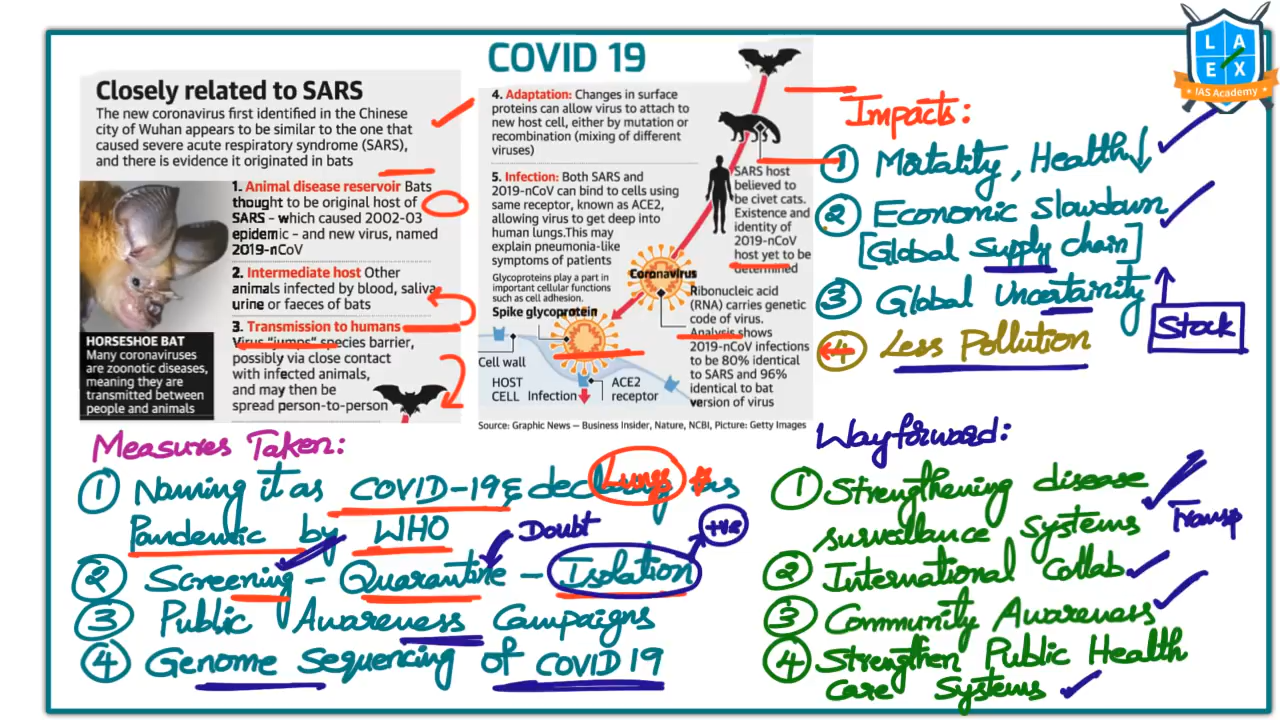 COVID 19
Closely related to SARS
The new coronavirus first identified in the Chinese
city of Wuhan appears to be similar to the one that
caused severe acute respiratory syndrome (SARS),
and there is evidence it originated in bats
1. Animal disease reservoir Bats
thought to be original host of
SARS – which caused 2002-03
epidemic – and new virus, named
2019-nCoV
2. Intermediate host Other
animals infected by blood, saliva,
urine or faeces of bats
3. Transmission to humans
Virus "jumps" species barrier,
possibly via close contact
with infected animals,
and may then be
spread person-to-person
HORSESHOE BAT
Many coronaviruses
are zoonotic diseases,
meaning they are
transmitted between
people and animals
4. Adaptation: Changes in surface
proteins can allow virus to attach to
new host cell, either by mutation or
recombination (mixing of different
viruses)
5. Infection: Both SARS and
2019-nCoV can bind to cells using
same receptor, known as ACE2,
allowing virus to get deep into
human lungs.This may
explain pneumonia-like
symptoms of patients
Glycoproteins play a part in
important cellular functions
such as cell adhesion.
Spike glycoprotein
Cell wall
HOST
CELL
Infection
ACE2
receptor
SARS host
believed to
be civet cats.
Existence and
identity of
2019-nCoV
host yet to be
determined
Coronavirus
Ribonucleic acid
(RNA) carries genetic
code of virus.
Analysis shows
2019-nCoV infections
to be 80% identical
to SARS and 96%
identical to bat
version of virus
Source: Graphic News — Business Insider, Nature, NCBI, Picture: Getty Images
LAEX
IAS Academy
Impacts:
① Mortality, Health↓
② Economic Slowdown
[Global Supply chain]
③ Global Uncertainity
Stock
④ Less Pollution
Measures Taken:
① Naming it as COVID-19 & declaring as
Lungs
Pandemic by WHO
Doubt
+ve
② Screening – Quarantine – Isolation
③ Public Awareness Campaigns
④ Genome Sequencing of COVID 19
Way forward:
① Strengthening disease
surveillance Systems
Transp
② International Collab.
③ Community Awareness
④ Strengthen Public Health
Care Systems